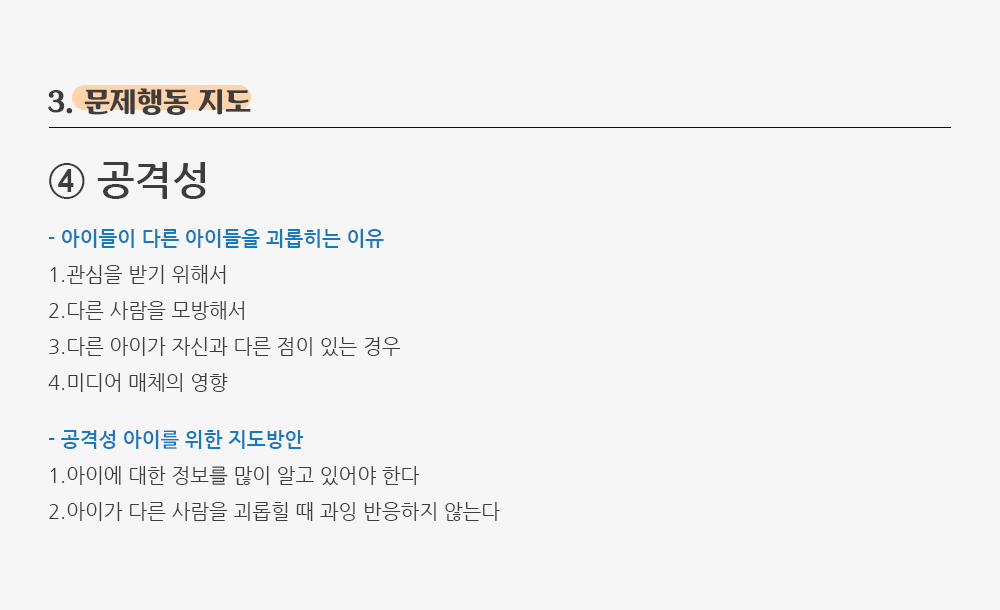 3. 문제행동 지도
④ 공격성
- 아이들이 다른 아이들을 괴롭히는 이유
1.관심을 받기 위해서
2.다른 사람을 모방해서
3.다른 아이가 자신과 다른 점이 있는 경우
4.미디어 매체의 영향
- 공격성 아이를 위한 지도방안
1.아이에 대한 정보를 많이 알고 있어야 한다
2.아이가 다른 사람을 괴롭힐 때 과잉 반응하지 않는다